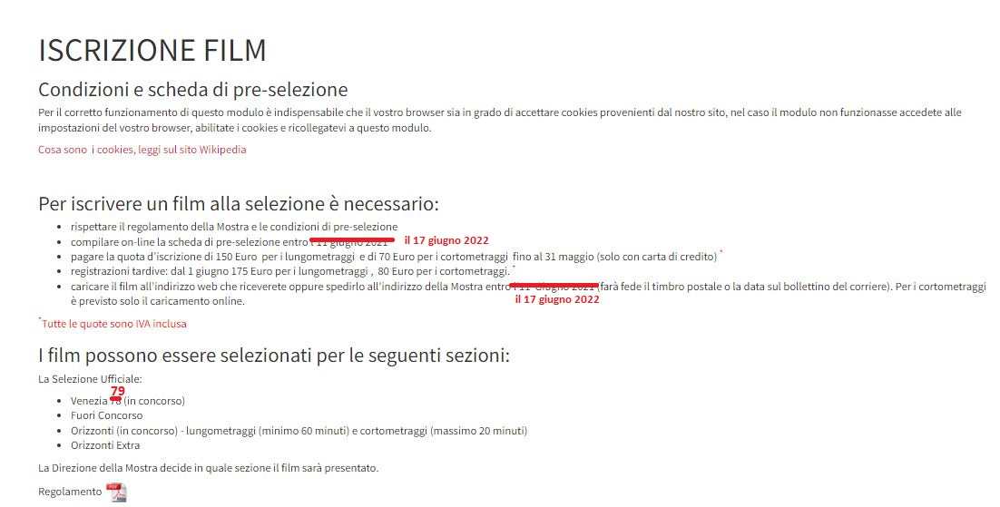 ISCRIZIONE FILM
Condizioni e scheda di pre-selezione
Per il corretto funzionamento di questo modulo è indispensabile che il vostro browser sia in grado di accettare cookies provenienti dal nostro sito, nel caso il modulo non funzionasse accedete alle
impostazioni del vostro browser, abilitate i cookies e ricollegatevi a questo modulo.
Cosa sono i cookies, leggi sul sito Wikipedia
Per iscrivere un film alla selezione è necessario:
• rispettare il regolamento della Mostra e le condizioni di pre-selezione
• compilare on-line la scheda di pre-selezione entro l'11 giugno 2021 il 17 giugno 2022
• pagare la quota d'iscrizione di 150 Euro per i lungometraggi e di 70 Euro per i cortometraggi fino al 31 maggio (solo con carta di credito) *
• registrazioni tardive: dal 1 giugno 175 Euro per i lungometraggi , 80 Euro per i cortometraggi. *
• caricare il film all'indirizzo web che riceverete oppure spedirlo all'indirizzo della Mostra entro l'11 Giugno 2021 (farà fede il timbro postale o la data sul bollettino del corriere). Per i cortometraggi
è previsto solo il caricamento online.
il 17 giugno 2022
*Tutte le quote sono IVA inclusa
I film possono essere selezionati per le seguenti sezioni:
La Selezione Ufficiale:
79
• Venezia 78 (in concorso)
• Fuori Concorso
• Orizzonti (in concorso) - lungometraggi (minimo 60 minuti) e cortometraggi (massimo 20 minuti)
• Orizzonti Extra
La Direzione della Mostra decide in quale sezione il film sarà presentato.
Regolamento